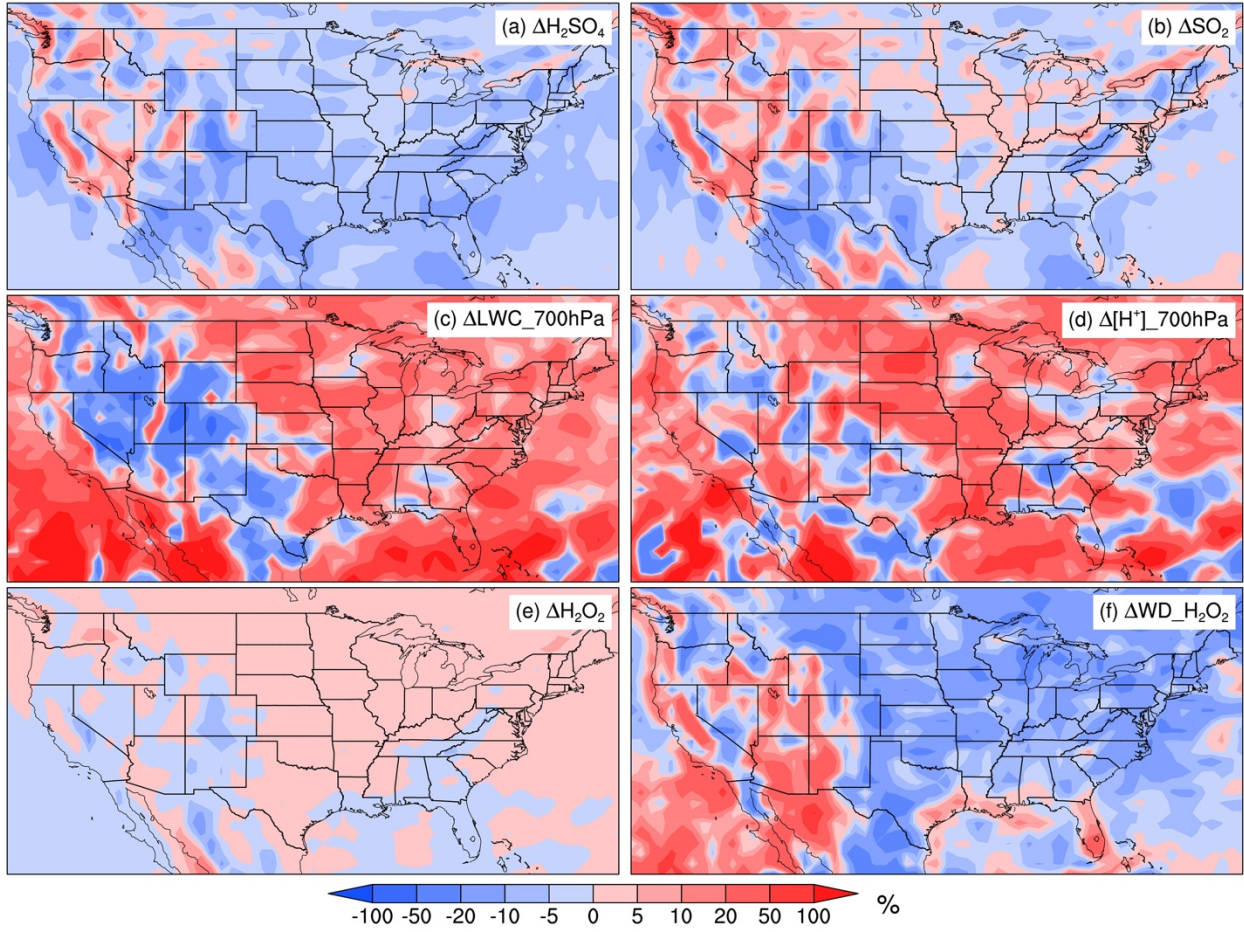 (a) ΔH₂SO₄
(b) ΔSO₂
(c) ΔLWC_700hPa
(d) Δ[H⁺]_700hPa
(e) ΔH₂O₂
(f) ΔWD_H₂O₂
-100 -50 -20 -10 -5 0 5 10 20 50 100 %